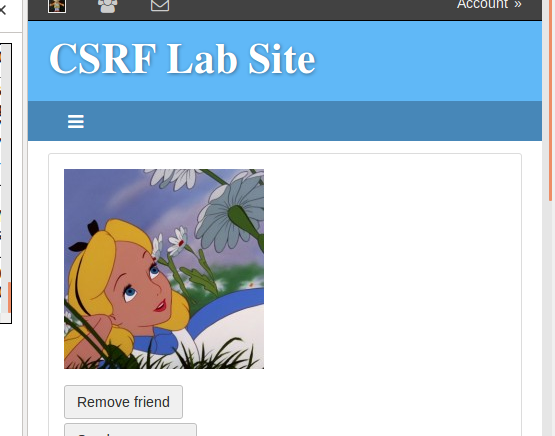 Account »
CSRF Lab Site
Remove friend